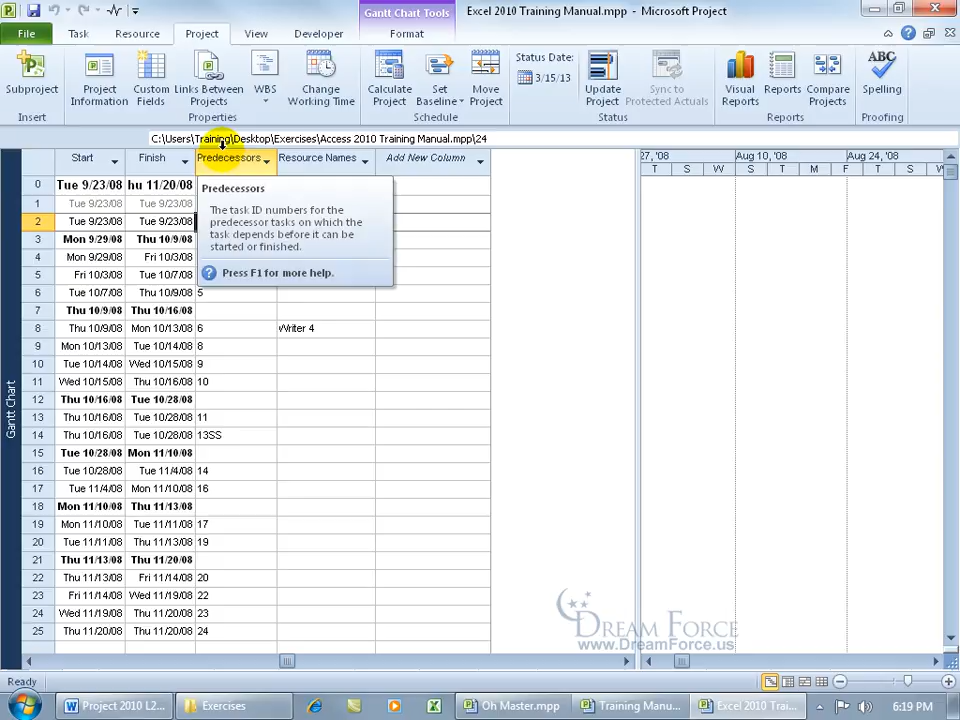 Gantt Chart Tools
Excel 2010 Training Manual.mpp - Microsoft Project
File Task Resource Project View Developer Format
Subproject
Project Information
Custom Fields
Links Between Projects
WBS
Change Working Time
Calculate Project
Set Baseline
Move Project
Status Date:
3/15/13
Update Project
Sync to Protected Actuals
Visual Reports
Reports
Compare Projects
ABC
Spelling
Insert Properties Schedule Status Reports Proofing
C:\Users\Training\Desktop\Exercises\Access 2010 Training Manual.mpp\24
Start Finish Predecessors Resource Names Add New Column
27, '08 Aug 10, '08 Aug 24, '08
T S W S T M F T S W
0 Tue 9/23/08 hu 11/20/08
1 Tue 9/23/08 Tue 9/23/08
2 Tue 9/23/08 Tue 9/23/08
3 Mon 9/29/08 Thu 10/9/08
4 Mon 9/29/08 Fri 10/3/08
5 Fri 10/3/08 Tue 10/7/08
6 Tue 10/7/08 Thu 10/9/08 5
7 Thu 10/9/08 Thu 10/16/08
8 Thu 10/9/08 Mon 10/13/08 6 Writer 4
9 Mon 10/13/08 Tue 10/14/08 8
10 Tue 10/14/08 Wed 10/15/08 9
11 Wed 10/15/08 Thu 10/16/08 10
12 Thu 10/16/08 Tue 10/28/08
13 Thu 10/16/08 Tue 10/28/08 11
14 Thu 10/16/08 Tue 10/28/08 13SS
15 Tue 10/28/08 Mon 11/10/08
16 Tue 10/28/08 Tue 11/4/08 14
17 Tue 11/4/08 Mon 11/10/08 16
18 Mon 11/10/08 Thu 11/13/08
19 Mon 11/10/08 Tue 11/11/08 17
20 Tue 11/11/08 Thu 11/13/08 19
21 Thu 11/13/08 Thu 11/20/08
22 Thu 11/13/08 Fri 11/14/08 20
23 Fri 11/14/08 Wed 11/19/08 22
24 Wed 11/19/08 Thu 11/20/08 23
25 Thu 11/20/08 Thu 11/20/08 24
Predecessors
The task ID numbers for the
predecessor tasks on which the
task depends before it can be
started or finished.
Press F1 for more help.
Gantt Chart
DREAM FORCE
www.DreamForce.us
Ready
Project 2010 L2... Exercises Oh Master.mpp Training Manu... Excel 2010 Trai... 6:19 PM